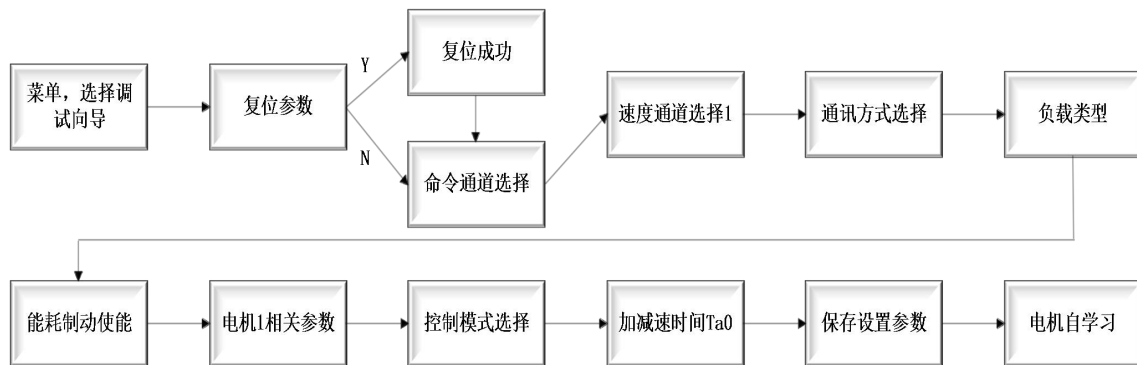 菜单，选择调
试向导
复位参数
Y
N
复位成功
命令通道选择
速度通道选择1
通讯方式选择
负载类型
能耗制动使能
电机1相关参数
控制模式选择
加减速时间Ta0
保存设置参数
电机自学习